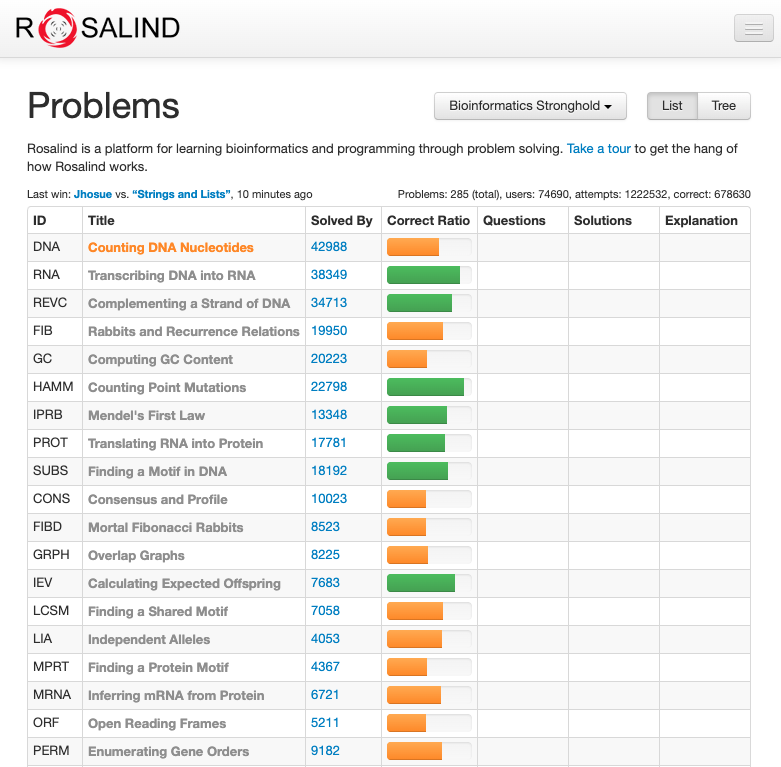 ROSALIND
Problems
Bioinformatics Stronghold
List
Tree
Rosalind is a platform for learning bioinformatics and programming through problem solving. Take a tour to get the hang of
how Rosalind works.
Last win: Jhosue vs. “Strings and Lists”, 10 minutes ago
Problems: 285 (total), users: 74690, attempts: 1222532, correct: 678630
ID Title Solved By Correct Ratio Questions Solutions Explanation
DNA Counting DNA Nucleotides 42988
RNA Transcribing DNA into RNA 38349
REVC Complementing a Strand of DNA 34713
FIB Rabbits and Recurrence Relations 19950
GC Computing GC Content 20223
HAMM Counting Point Mutations 22798
IPRB Mendel's First Law 13348
PROT Translating RNA into Protein 17781
SUBS Finding a Motif in DNA 18192
CONS Consensus and Profile 10023
FIBD Mortal Fibonacci Rabbits 8523
GRPH Overlap Graphs 8225
IEV Calculating Expected Offspring 7683
LCSM Finding a Shared Motif 7058
LIA Independent Alleles 4053
MPRT Finding a Protein Motif 4367
MRNA Inferring mRNA from Protein 6721
ORF Open Reading Frames 5211
PERM Enumerating Gene Orders 9182